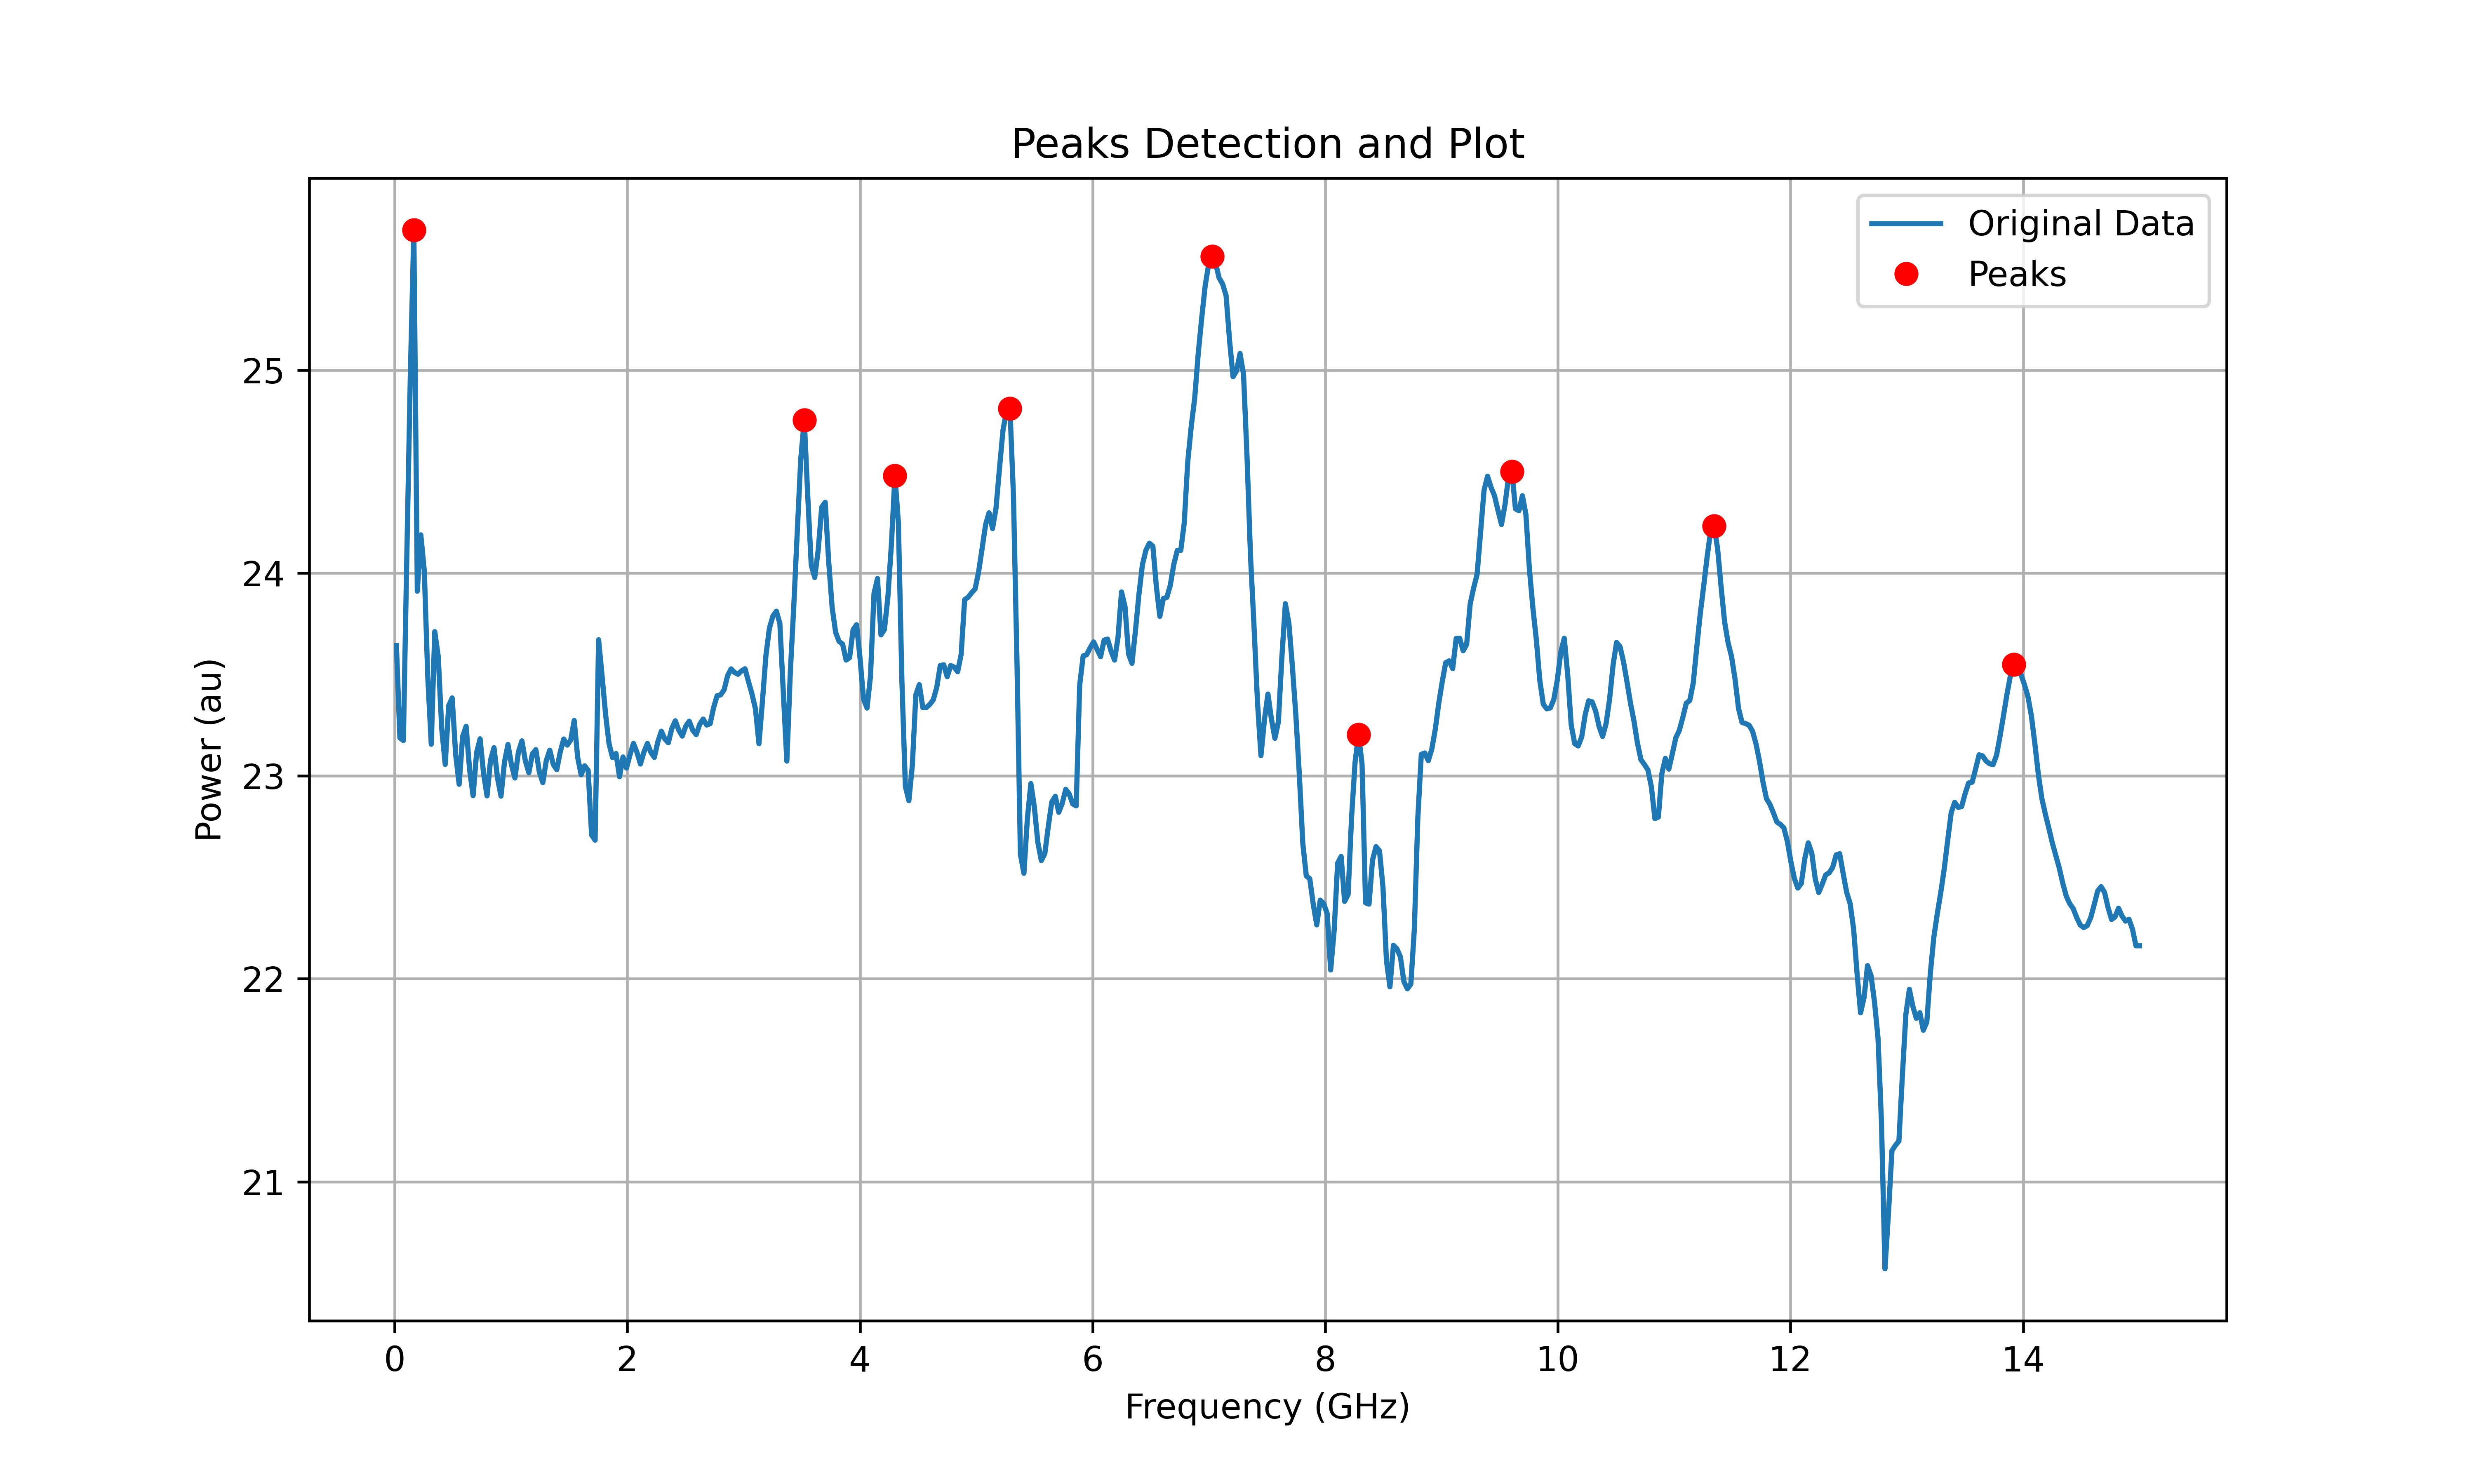 Peaks Detection and Plot
Original Data
Peaks
25
24
23
22
21
Power (au)
0 2 4 6 8 10 12 14
Frequency (GHz)